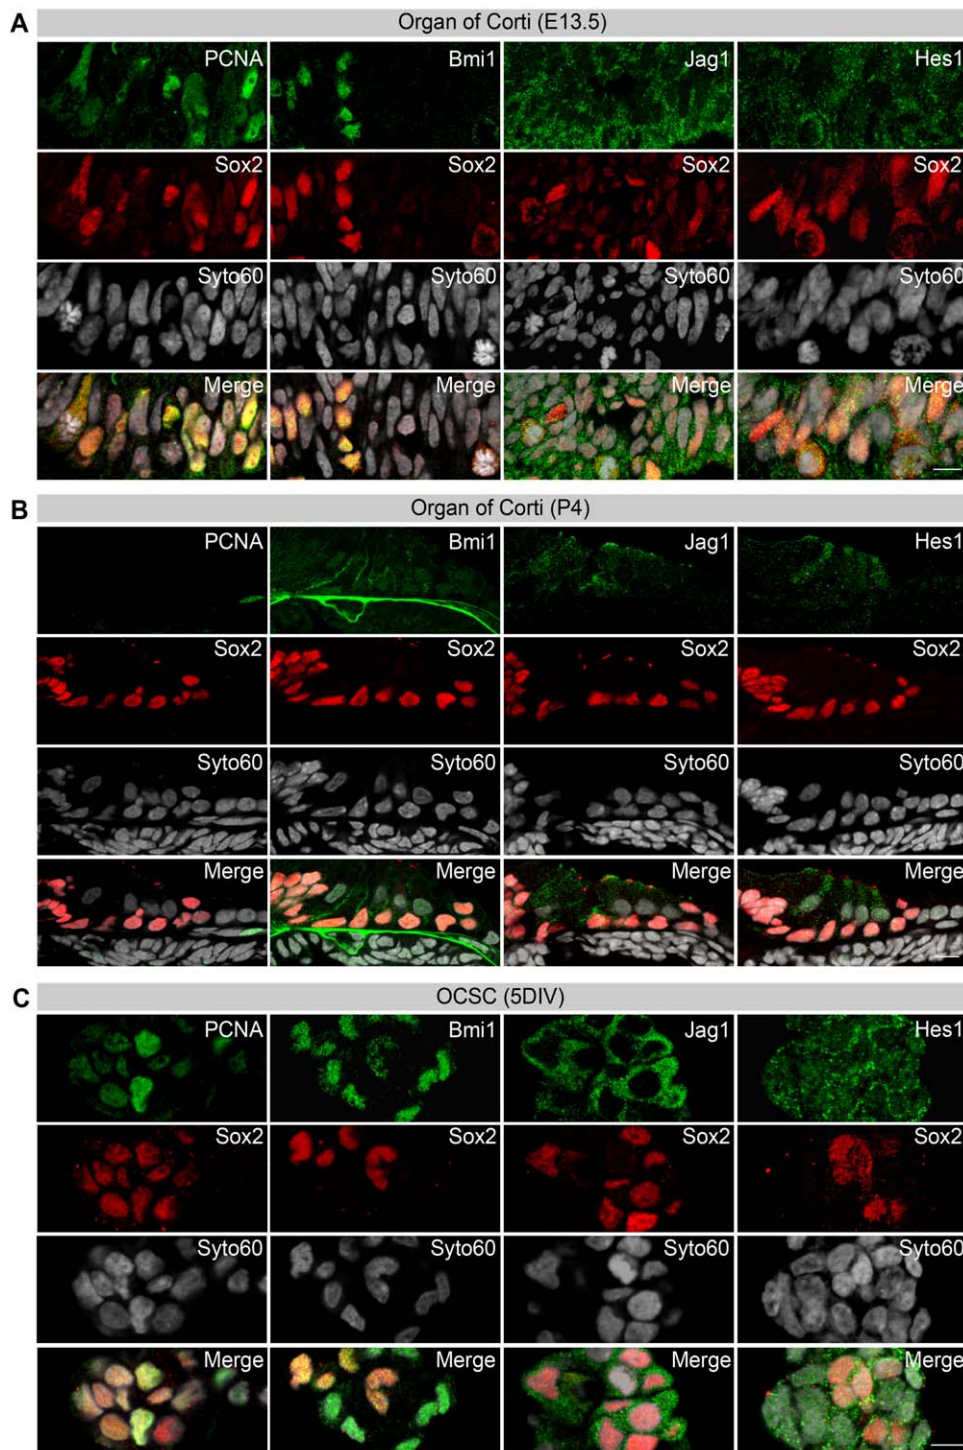 A
Organ of Corti (E13.5)
PCNA Bmi1 Jag1 Hes1
Sox2 Sox2 Sox2 Sox2
Syto60 Syto60 Syto60 Syto60
Merge Merge Merge Merge
B
Organ of Corti (P4)
PCNA Bmi1 Jag1 Hes1
Sox2 Sox2 Sox2 Sox2
Syto60 Syto60 Syto60 Syto60
Merge Merge Merge Merge
C
OCSC (5DIV)
PCNA Bmi1 Jag1 Hes1
Sox2 Sox2 Sox2 Sox2
Syto60 Syto60 Syto60 Syto60
Merge Merge Merge Merge